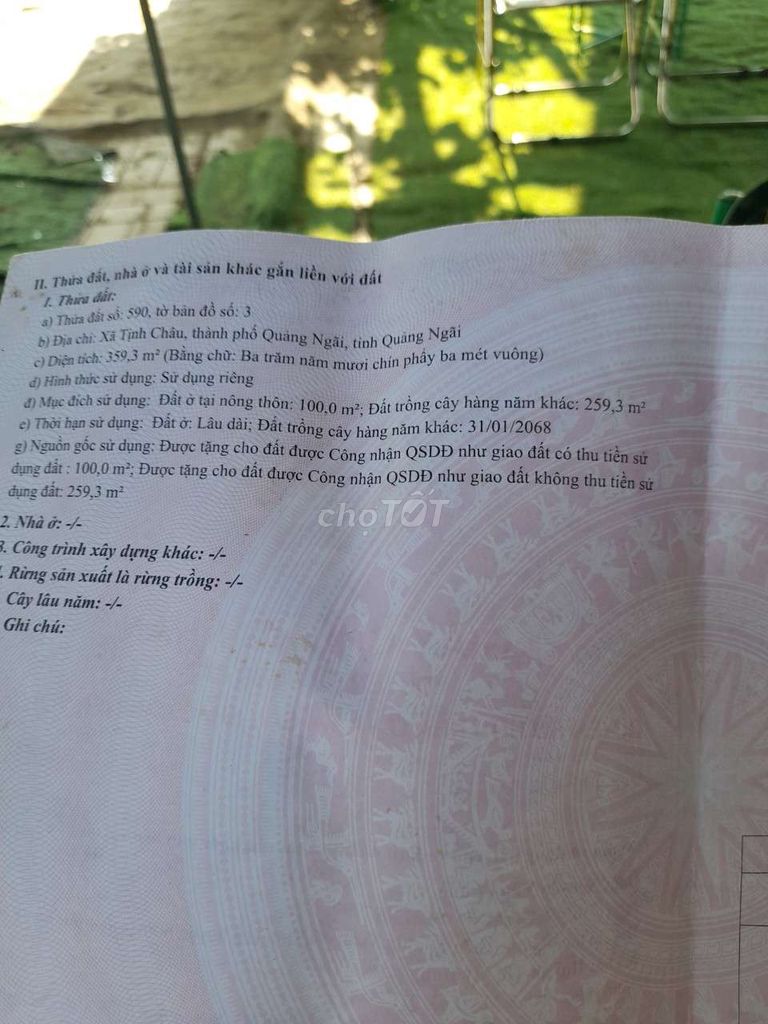 II. Thửa đất, nhà ở và tài sản khác gắn liền với đất
1. Thửa đất:
a) Thửa đất số: 590, tờ bản đồ số: 3
b) Địa chỉ: Xã Tịnh Châu, thành phố Quảng Ngãi, tỉnh Quảng Ngãi
c) Diện tích: 359,3 m² (Bằng chữ: Ba trăm năm mươi chín phẩy ba mét vuông)
d) Hình thức sử dụng: Sử dụng riêng
đ) Mục đích sử dụng: Đất ở tại nông thôn: 100,0 m²; Đất trồng cây hàng năm khác: 259,3 m²
e) Thời hạn sử dụng: Đất ở: Lâu dài; Đất trồng cây hàng năm khác: 31/01/2068
g) Nguồn gốc sử dụng: Được tặng cho đất được Công nhận QSDĐ như giao đất có thu tiền sử
dụng đất : 100,0 m²; Được tặng cho đất được Công nhận QSDĐ như giao đất không thu tiền sử
dụng đất: 259,3 m²
chợTỐT
2. Nhà ở: -/-
3. Công trình xây dựng khác: -/-
. Rừng sản xuất là rừng trồng: -/-
Cây lâu năm: -/-
Ghi chú: